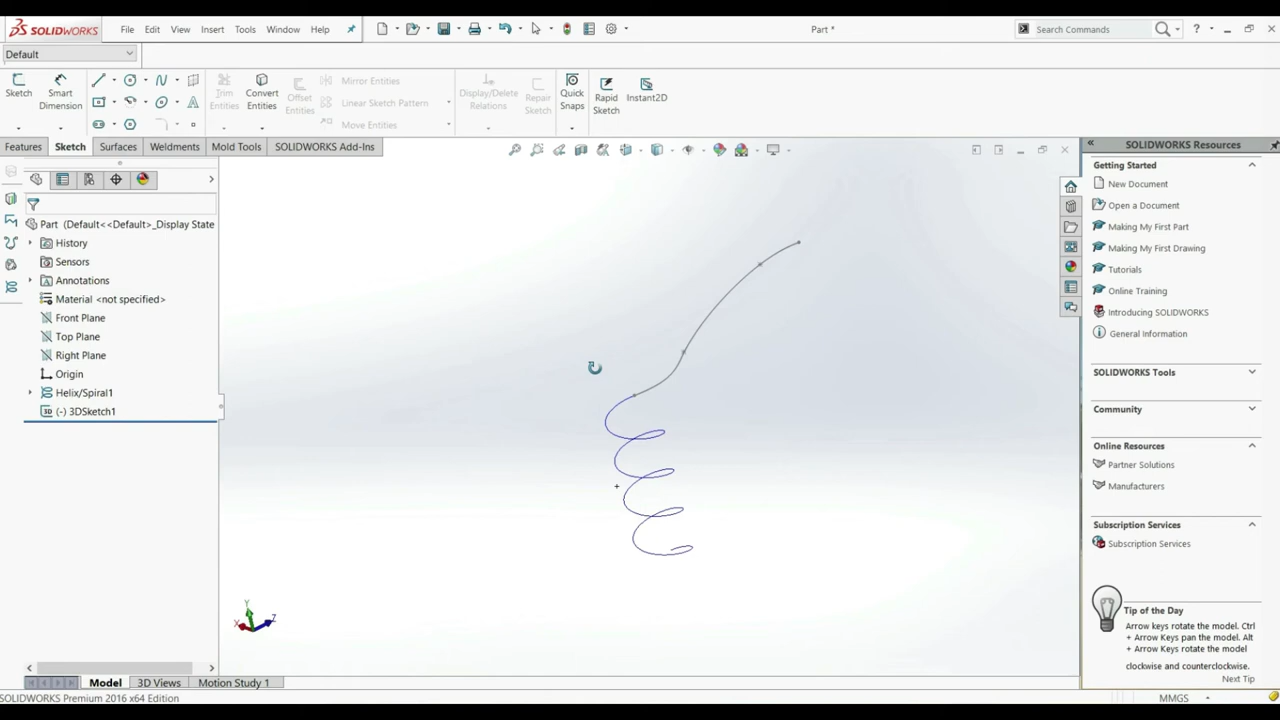 SOLIDWORKS File Edit View Insert Tools Window Help Part * Search Commands ?
Default
Sketch Smart Dimension Trim Entities Convert Entities Offset Entities Mirror Entities Linear Sketch Pattern Move Entities Display/Delete Relations Repair Sketch Quick Snaps Rapid Sketch Instant2D
Features Sketch Surfaces Weldments Mold Tools SOLIDWORKS Add-Ins
SOLIDWORKS Resources
Part (Default<<Default>_Display State
History
Sensors
Annotations
Material <not specified>
Front Plane
Top Plane
Right Plane
Origin
Helix/Spiral1
3D (-) 3DSketch1
Y
X
Z
Getting Started
New Document
Open a Document
Making My First Part
Making My First Drawing
Tutorials
Online Training
Introducing SOLIDWORKS
General Information
SOLIDWORKS Tools
Community
Online Resources
Partner Solutions
Manufacturers
Subscription Services
Subscription Services
Tip of the Day
Arrow keys rotate the model. Ctrl
+ Arrow Keys pan the model. Alt
+ Arrow Keys rotate the model
clockwise and counterclockwise.
Next Tip
Model 3D Views Motion Study 1
SOLIDWORKS Premium 2016 x64 Edition MMGS